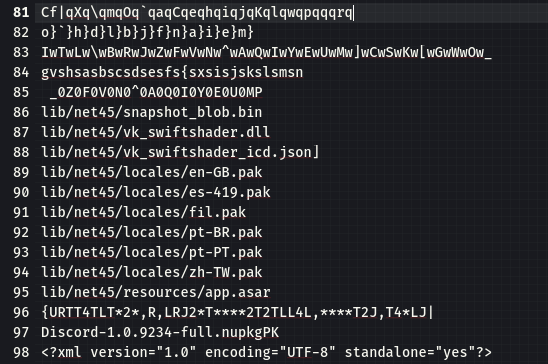 81 Cf|qXq\qmqOq`qaqCqeqhqiqjqKqlqwqpqqqrq
82 o}`}h}d}l}b}j}f}n}a}i}e}m}
83 IwTwLw\wBwRwJwZwFwVwNw^wAwQwIwYwEwUwMw]wCwSwKw[wGwWwOw_
84 gvshsasbscsdsesfs{sxsisjskslsmsn
85  _0Z0F0V0N0^0A0Q0I0Y0E0U0MP
86 lib/net45/snapshot_blob.bin
87 lib/net45/vk_swiftshader.dll
88 lib/net45/vk_swiftshader_icd.json]
89 lib/net45/locales/en-GB.pak
90 lib/net45/locales/es-419.pak
91 lib/net45/locales/fil.pak
92 lib/net45/locales/pt-BR.pak
93 lib/net45/locales/pt-PT.pak
94 lib/net45/locales/zh-TW.pak
95 lib/net45/resources/app.asar
96 {URTT4TLT*2*,R,LRJ2*T****2T2TLL4L,****T2J,T4*LJ|
97 Discord-1.0.9234-full.nupkgPK
98 <?xml version="1.0" encoding="UTF-8" standalone="yes"?>